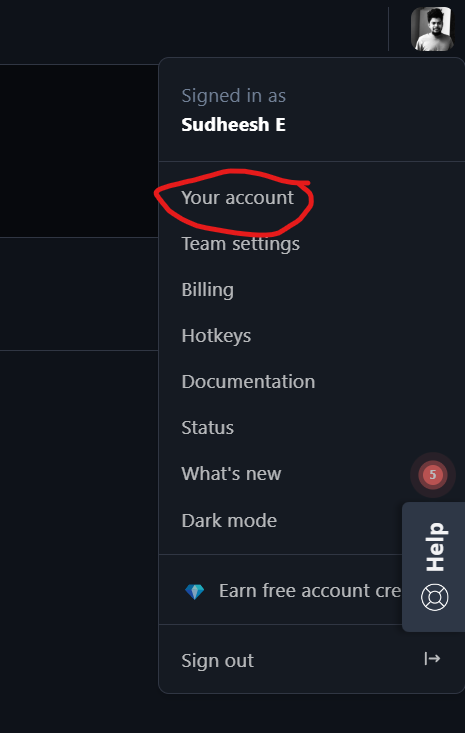 Signed in as
Sudheesh E
Your account
Team settings
Billing
Hotkeys
Documentation
Status
What's new
5
Dark mode
Help
Earn free account cre
Sign out